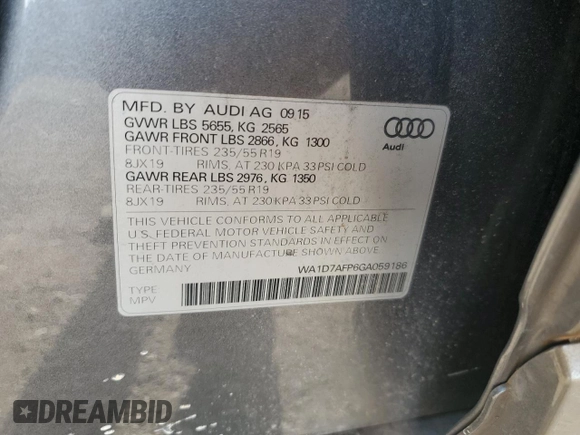 MFD. BY AUDI AG 09 15
GVWR LBS 5655, KG 2565
GAWR FRONT LBS 2866, KG 1300
FRONT-TIRES 235/55 R19
8JX19 RIMS, AT 230 KPA 33 PSI COLD
GAWR REAR LBS 2976, KG 1350
REAR-TIRES 235/55 R19
8JX19 RIMS, AT 230 KPA 33 PSI COLD
THIS VEHICLE CONFORMS TO ALL APPLICABLE
U.S. FEDERAL MOTOR VEHICLE SAFETY AND
THEFT PREVENTION STANDARDS IN EFFECT ON
THE DATE OF MANUFACTURE SHOWN ABOVE
GERMANY WA1D7AFP6GA059186
TYPE:
MPV
Audi
DREAMBID